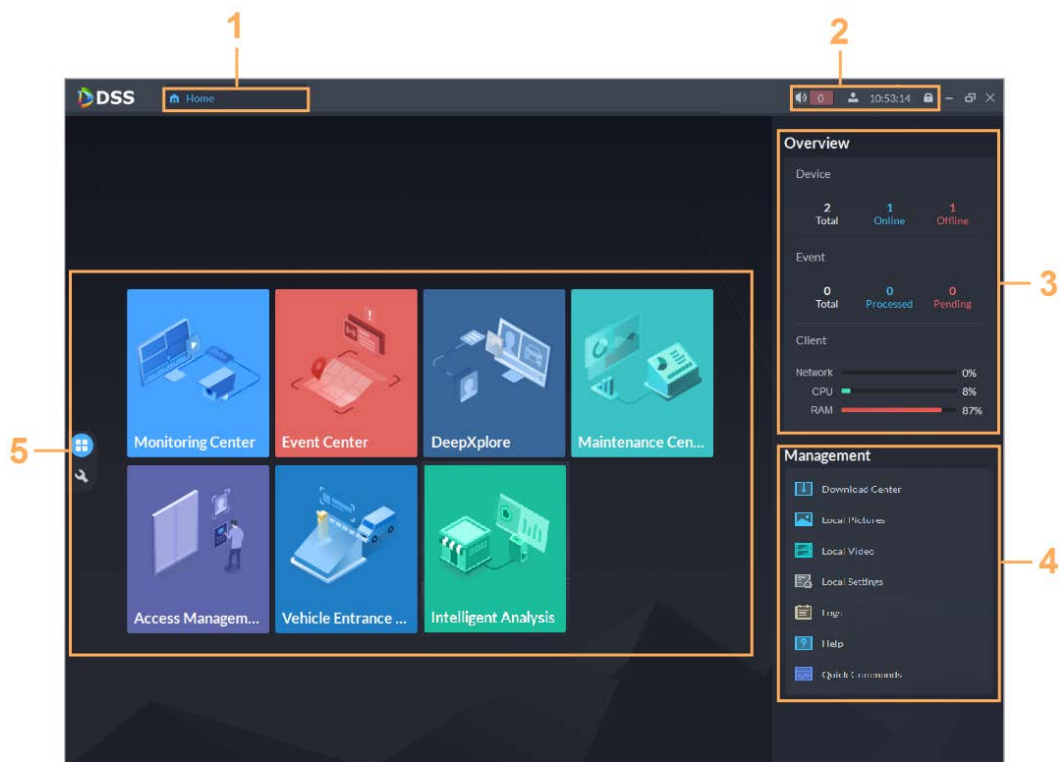 1
2
DSS
Home
0
10:53:14
Overview
Device
2
1
1
Total
Online
Offline
Event
0
0
0
Total
Processed
Pending
3
Client
Network
0%
CPU
8%
RAM
87%
Monitoring Center
Event Center
DeepXplore
Maintenance Cen...
5
Management
Download Center
Local Pictures
Local Video
Local Settings
Logs
Help
Quick Commands
4
Access Managem...
Vehicle Entrance ...
Intelligent Analysis